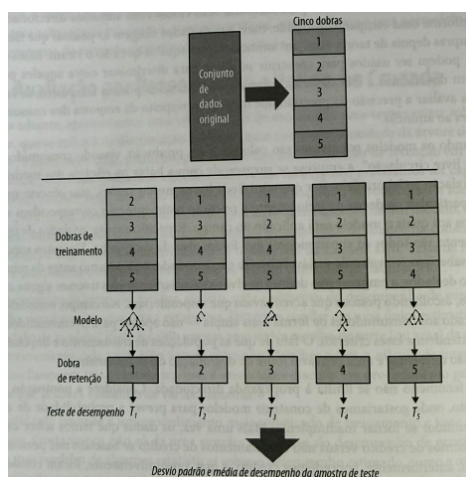 Cinco dobras
Conjunto
de
dados
original
1
2
3
4
5
Dobras de
treinamento
2
3
4
5
1
3
4
5
1
2
4
5
1
2
3
5
1
2
3
4
Modelo
Dobra
de retenção
1
2
3
4
5
Teste de desempenho T1 T2 T3 T4 T5
Desvio padrão e média de desempenho da amostra de teste